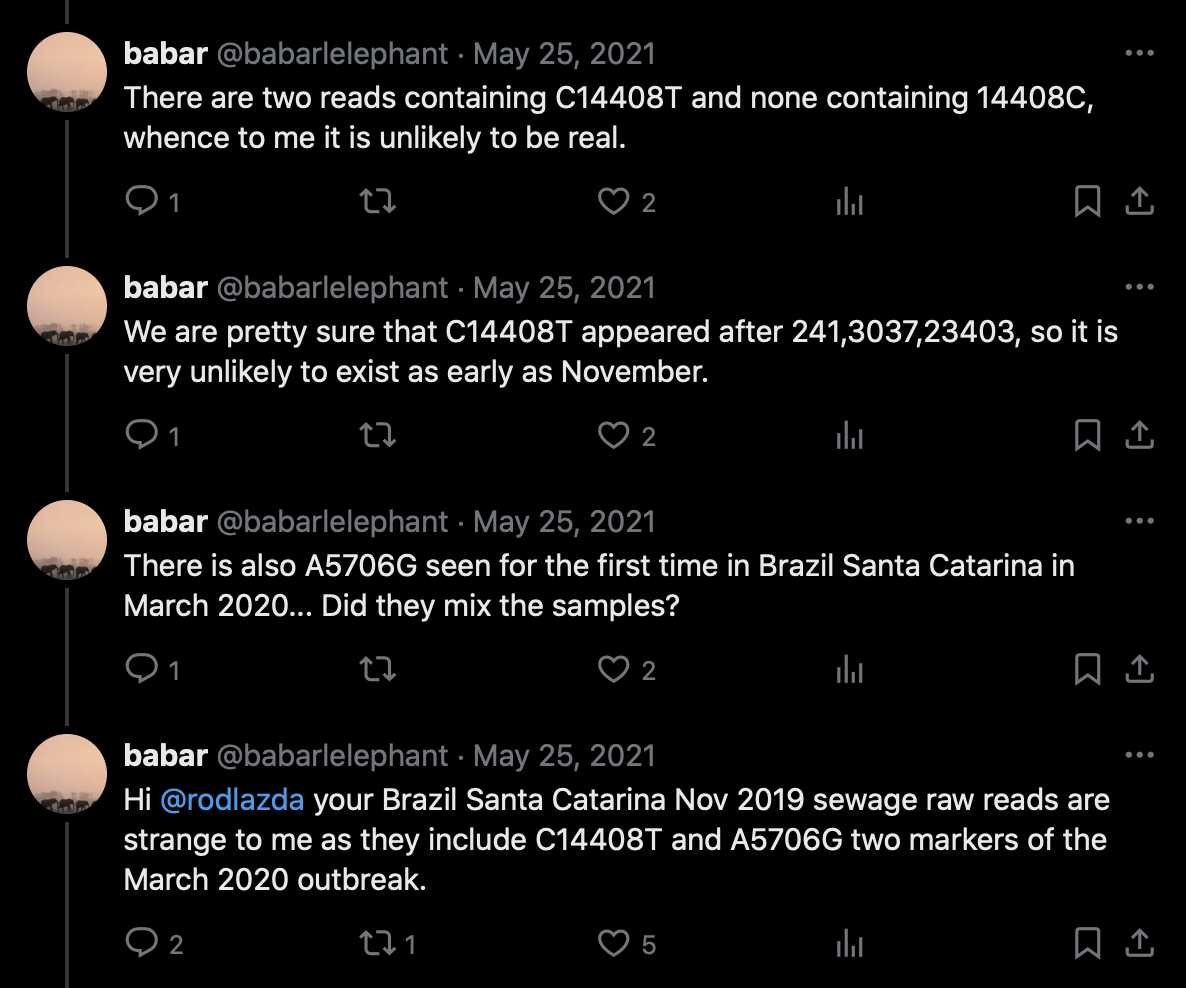 babar @babarlelephant · May 25, 2021
There are two reads containing C14408T and none containing 14408C,
whence to me it is unlikely to be real.
1 2
babar @babarlelephant · May 25, 2021
We are pretty sure that C14408T appeared after 241,3037,23403, so it is
very unlikely to exist as early as November.
1 2
babar @babarlelephant · May 25, 2021
There is also A5706G seen for the first time in Brazil Santa Catarina in
March 2020... Did they mix the samples?
1 2
babar @babarlelephant · May 25, 2021
Hi @rodlazda your Brazil Santa Catarina Nov 2019 sewage raw reads are
strange to me as they include C14408T and A5706G two markers of the
March 2020 outbreak.
2 1 5